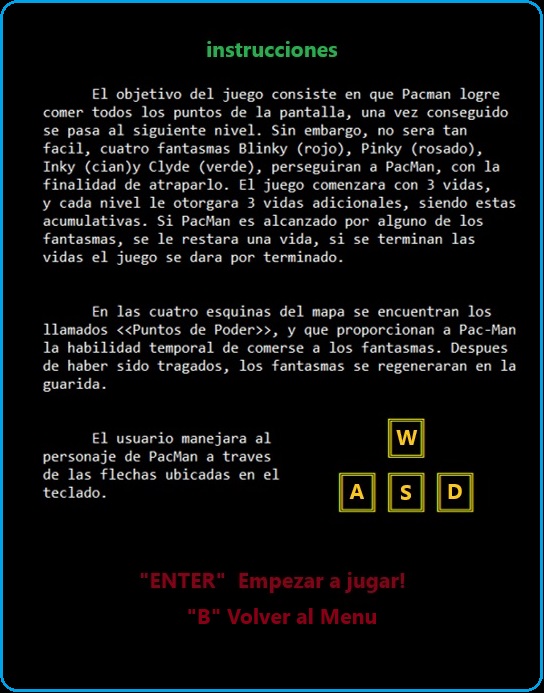 instrucciones
El objetivo del juego consiste en que Pacman logre
comer todos los puntos de la pantalla, una vez conseguido
se pasa al siguiente nivel. Sin embargo, no sera tan
facil, cuatro fantasmas Blinky (rojo), Pinky (rosado),
Inky (cian)y Clyde (verde), perseguiran a PacMan, con la
finalidad de atraparlo. El juego comenzara con 3 vidas,
y cada nivel le otorgara 3 vidas adicionales, siendo estas
acumulativas. Si PacMan es alcanzado por alguno de los
fantasmas, se le restara una vida, si se terminan las
vidas el juego se dara por terminado.
En las cuatro esquinas del mapa se encuentran los
llamados <<Puntos de Poder>>, y que proporcionan a Pac-Man
la habilidad temporal de comerse a los fantasmas. Despues
de haber sido tragados, los fantasmas se regeneraran en la
guarida.
El usuario manejara al
personaje de PacMan a traves
de las flechas ubicadas en el
teclado.
W
A S D
"ENTER" Empezar a jugar!
"B" Volver al Menu